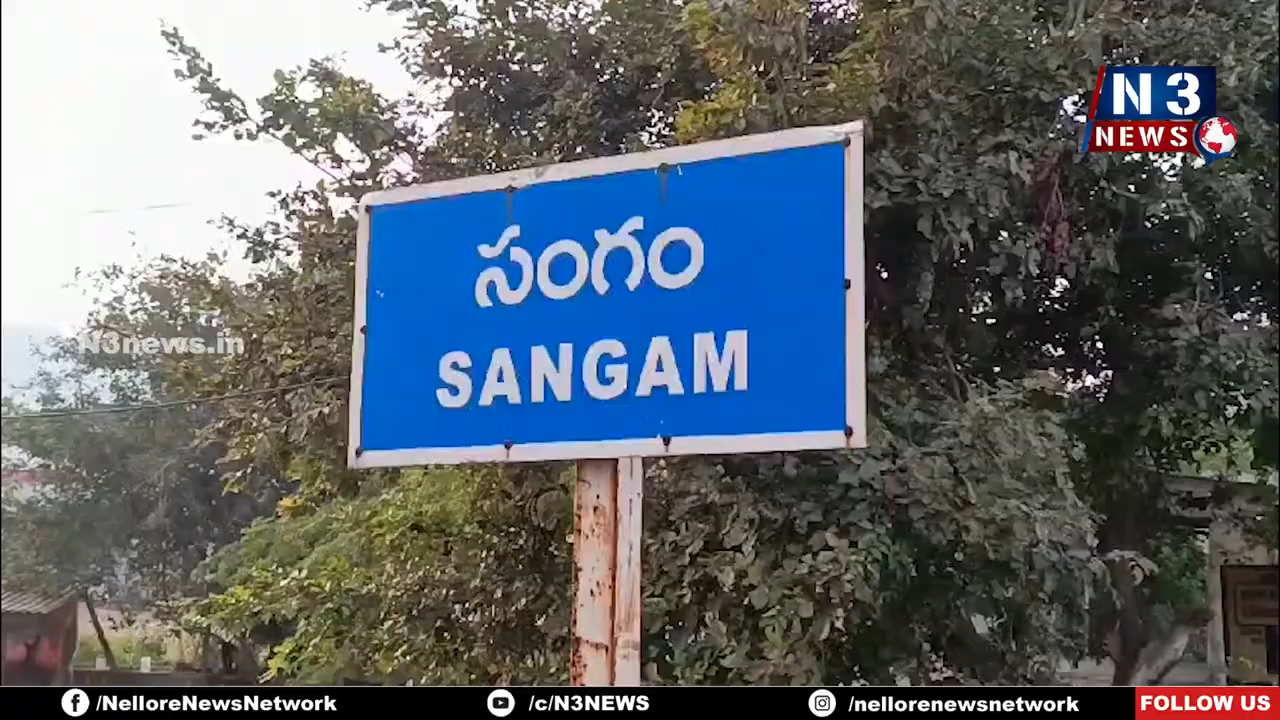 N3
NEWS
సంగం
SANGAM
N3news.in
/NelloreNewsNetwork
/c/N3NEWS
/nellorenewsnetwork
FOLLOW US